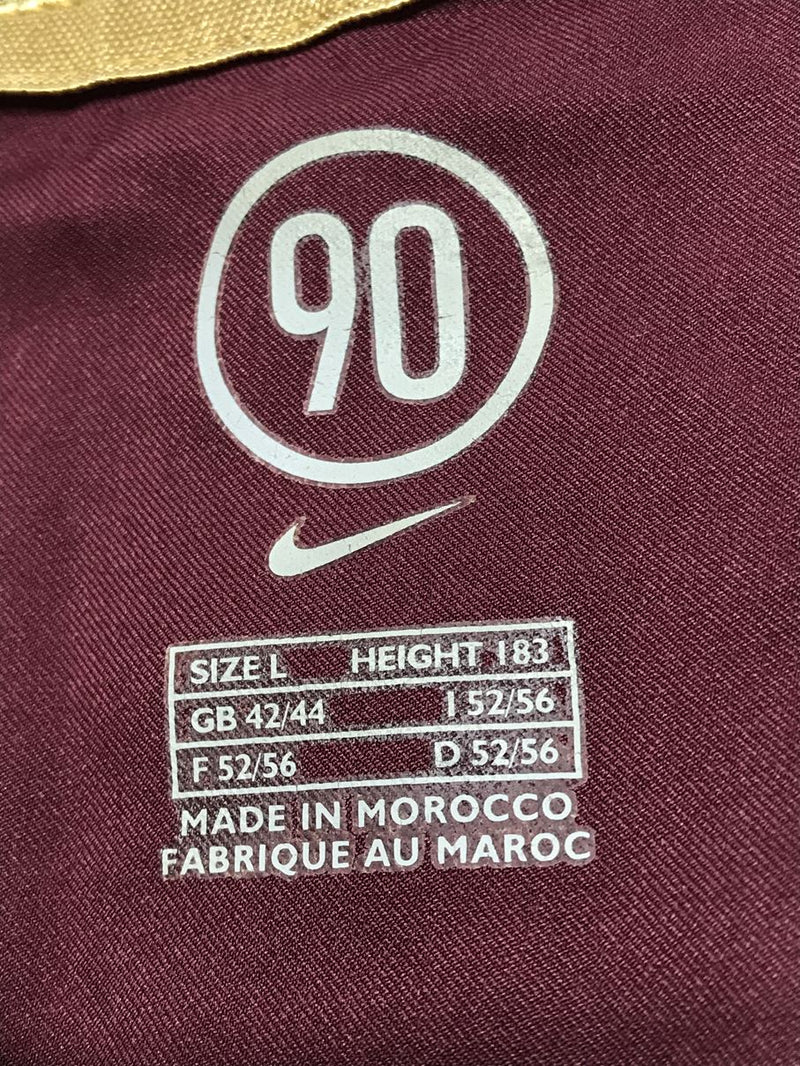 90
SIZE L HEIGHT 183
GB 42/44 I 52/56
F 52/56 D 52/56
MADE IN MOROCCO
FABRIQUE AU MAROC